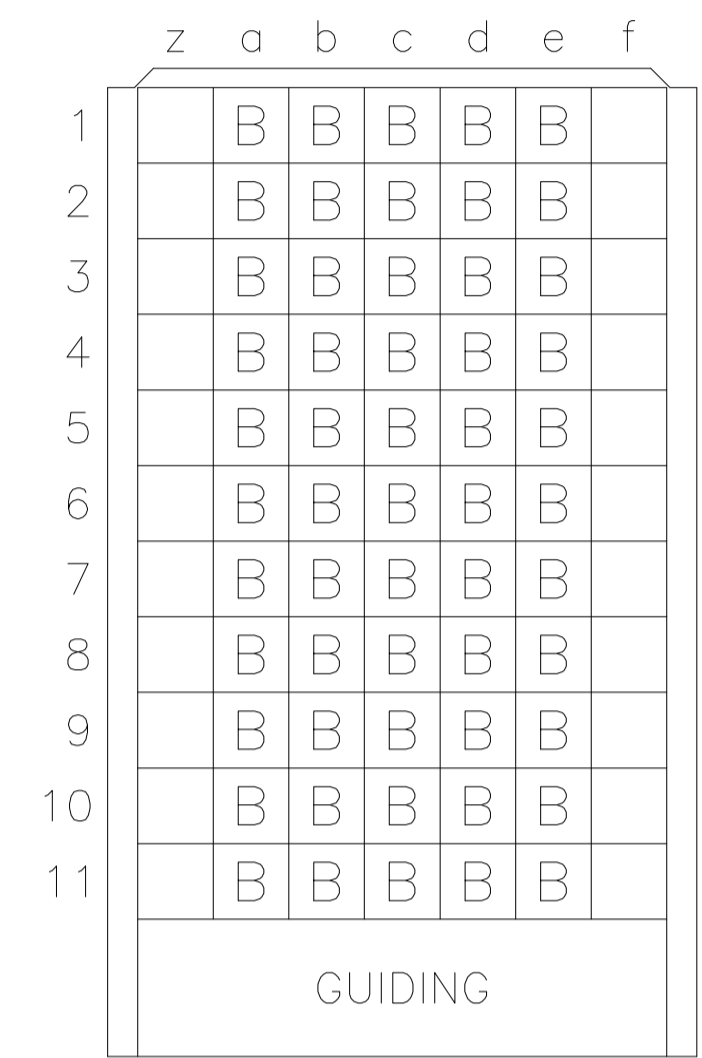 z a b c d e f
1 B B B B B
2 B B B B B
3 B B B B B
4 B B B B B
5 B B B B B
6 B B B B B
7 B B B B B
8 B B B B B
9 B B B B B
10 B B B B B
11 B B B B B
GUIDING